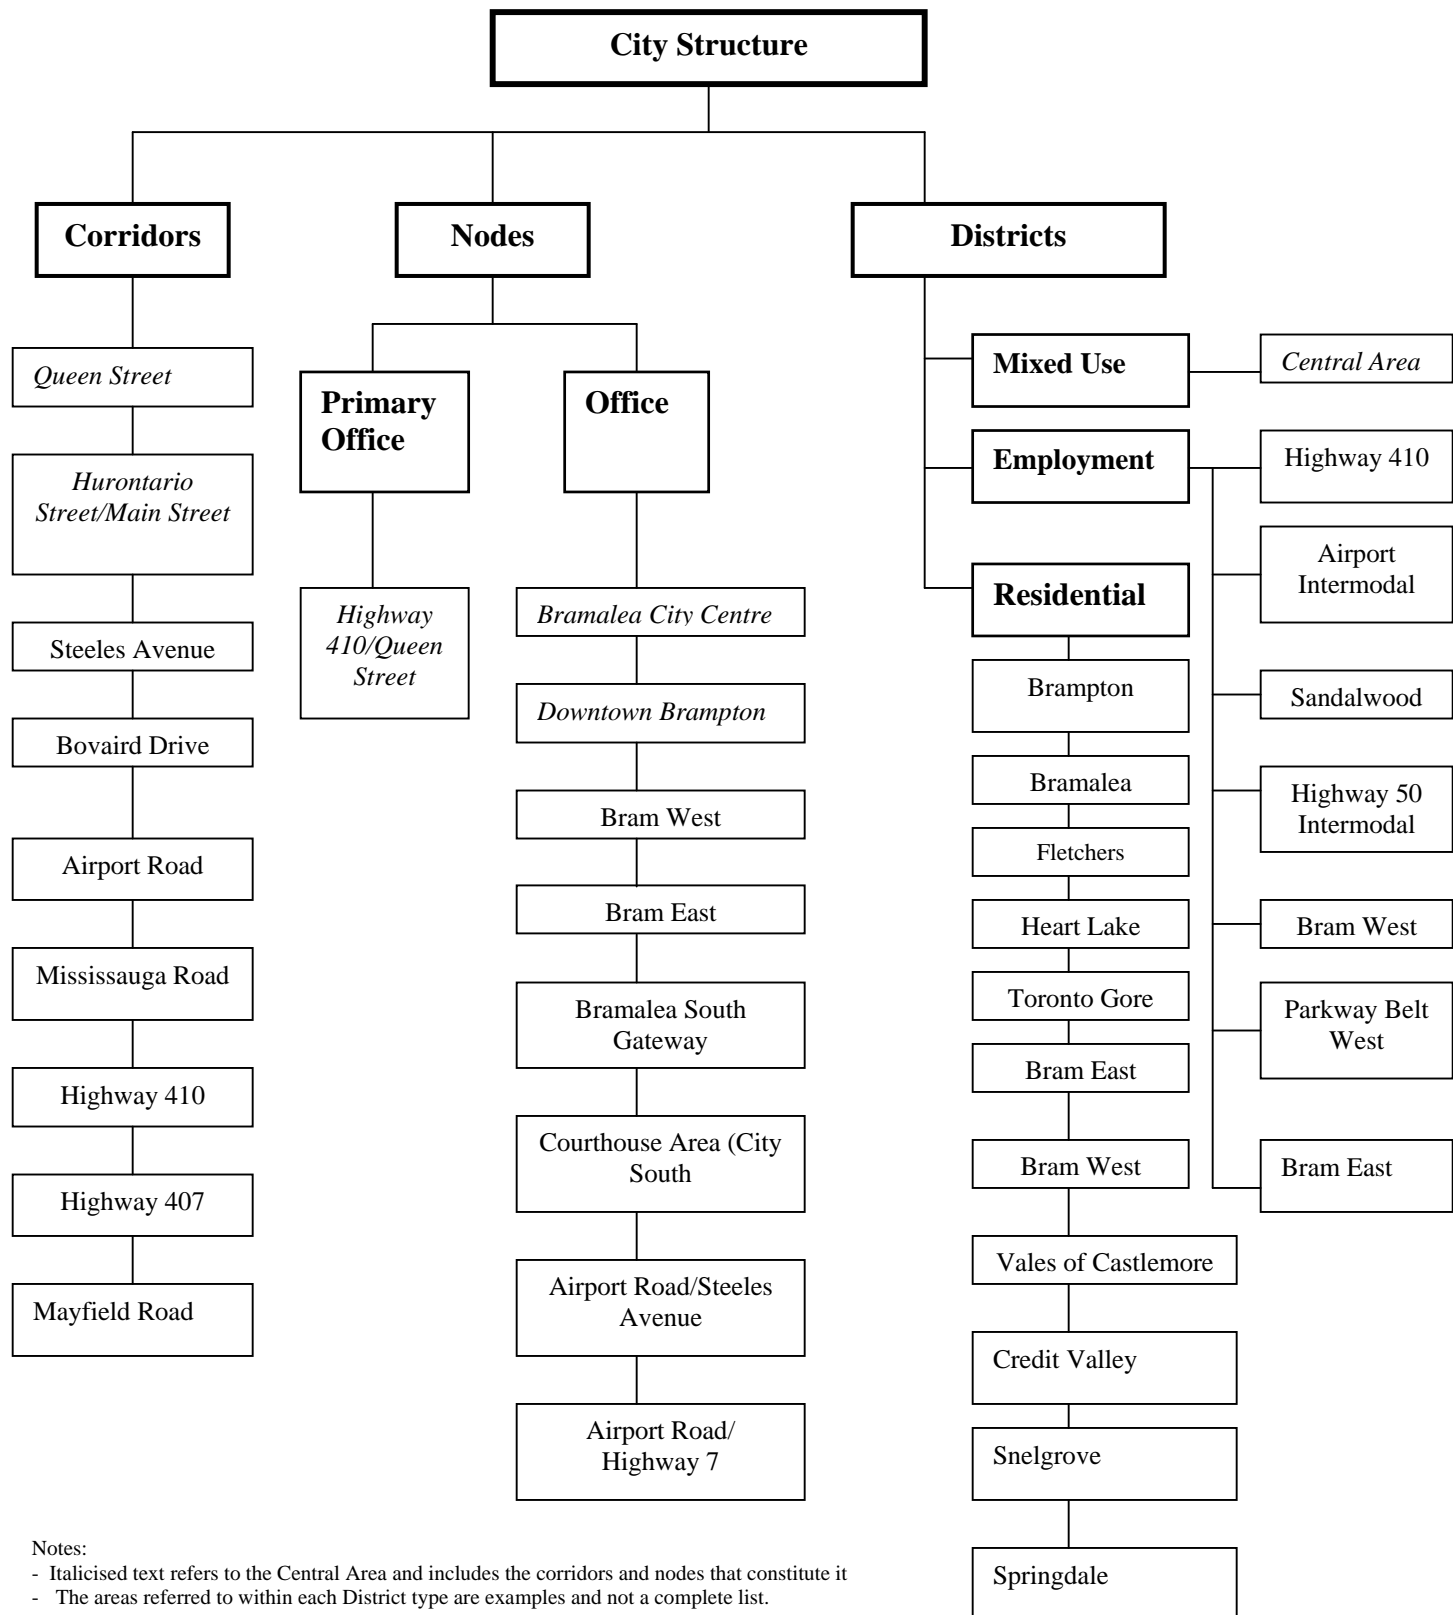 City Structure
Corridors
Nodes
Districts
Queen Street
Hurontario
Street/Main Street
Steeles Avenue
Bovaird Drive
Airport Road
Mississauga Road
Highway 410
Highway 407
Mayfield Road
Primary
Office
Highway
410/Queen
Street
Office
Bramalea City Centre
Downtown Brampton
Bram West
Bram East
Bramalea South
Gateway
Courthouse Area (City
South
Airport Road/Steeles
Avenue
Airport Road/
Highway 7
Mixed Use
Central Area
Employment
Highway 410
Airport
Intermodal
Sandalwood
Highway 50
Intermodal
Bram West
Parkway Belt
West
Bram East
Residential
Brampton
Bramalea
Fletchers
Heart Lake
Toronto Gore
Bram East
Bram West
Vales of Castlemore
Credit Valley
Snelgrove
Springdale
Notes:
- Italicised text refers to the Central Area and includes the corridors and nodes that constitute it
- The areas referred to within each District type are examples and not a complete list.